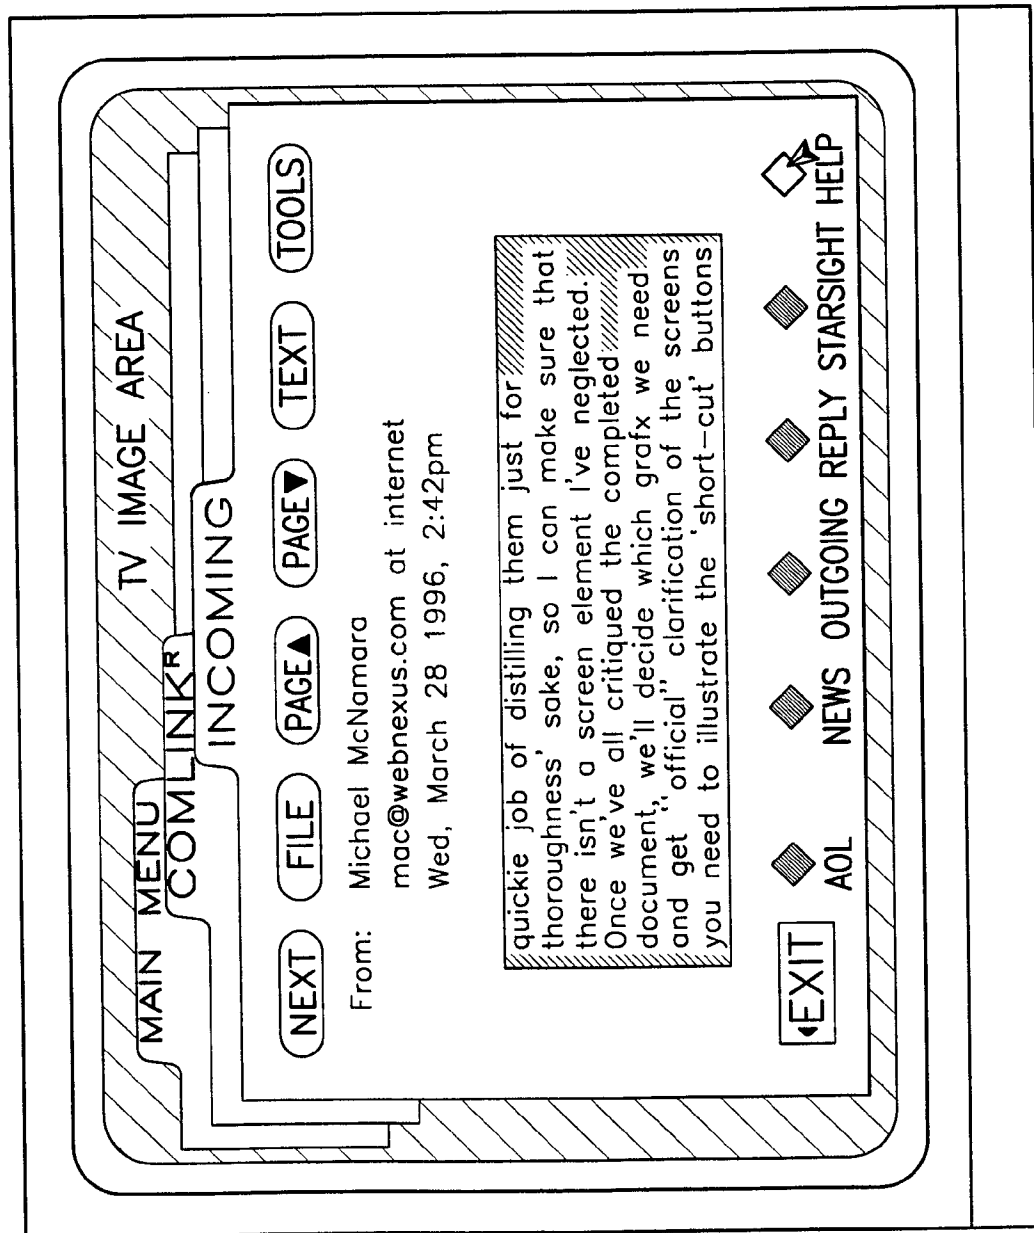 TV IMAGE AREA
MAIN MENU
COMLINKR
INCOMING
NEXT FILE PAGE▲ PAGE▼ TEXT TOOLS
From: Michael McNamara
mac@webnexus.com at internet
Wed, March 28 1996, 2:42pm
quickie job of distilling them just for
thoroughness' sake, so I can make sure that
there isn't a screen element I've neglected.
Once we've all critiqued the completed
document, we'll decide which grafx we need
and get "official" clarification of the screens
you need to illustrate the 'short-cut' buttons
◂EXIT AOL NEWS OUTGOING REPLY STARSIGHT HELP